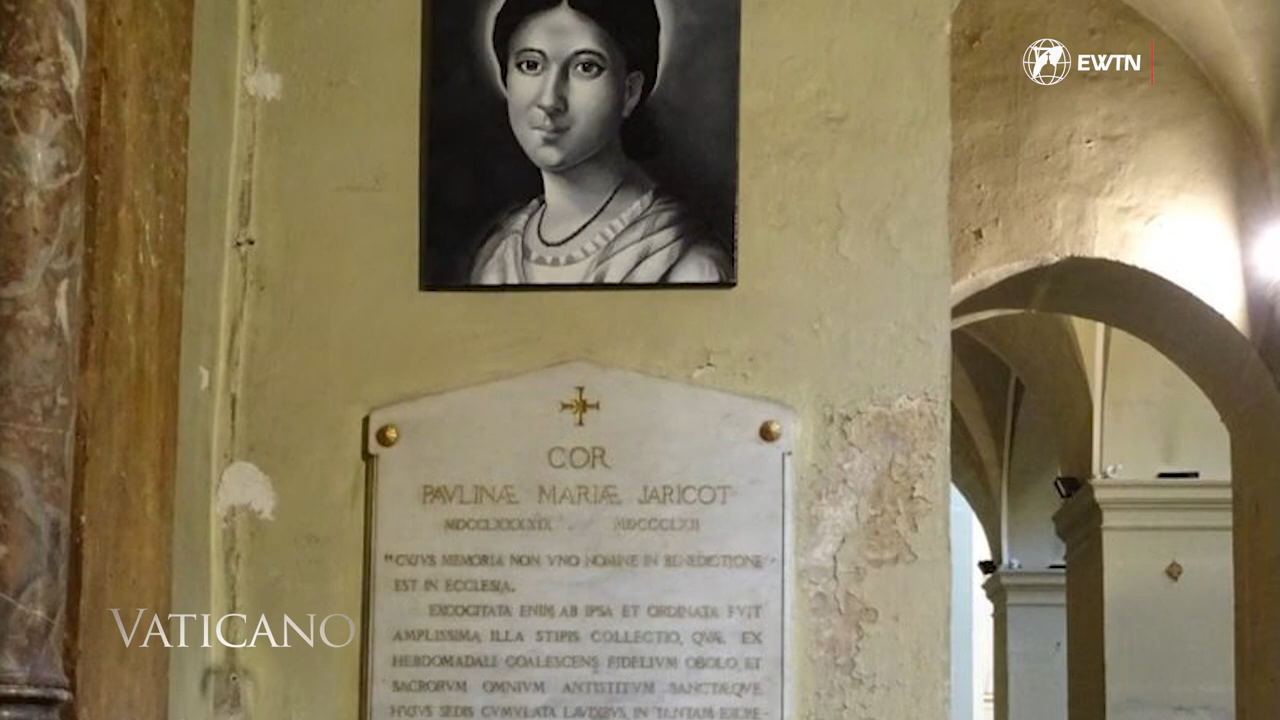 EWTN
COR
PAVLINÆ MARIÆ JARICOT
MDCCLXXXXIX . MDCCCLXII
"CVIVS MEMORIA NON VNO NOMINE IN BENEDICTIONE
EST IN ECCLESIA.
EXCOGITATA ENIM AB IPSA ET ORDINATA FVIT
AMPLISSIMA ILLA STIPIS COLLECTIO, QVÆ, EX
HEBDOMADALI COALESCENS FIDELIVM OBOLO, ET
SACRORVM OMNIVM ANTISTITVM SANCTÆQVE
HVIVS SEDIS CVMVLATA LAVDIBVS, IN TANTAM
VATICANO